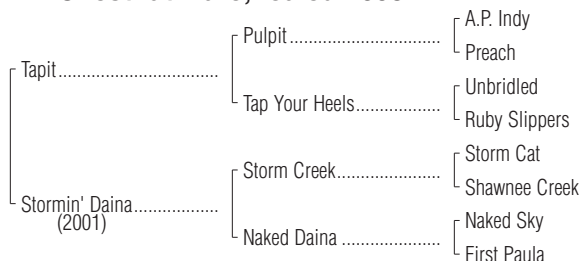 A.P. Indy
Pulpit
Preach
Tapit
Unbridled
Tap Your Heels
Ruby Slippers
Storm Cat
Storm Creek
Shawnee Creek
Stormin' Daina
(2001)
Naked Sky
Naked Daina
First Paula